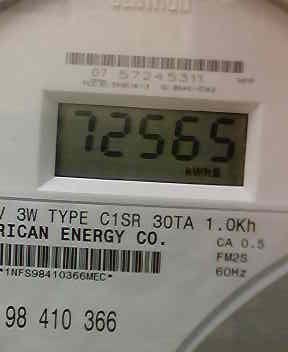 07 57245311
72565
kWh
V 3W TYPE C1SR 30TA 1.0Kh
RICAN ENERGY CO.
CA 0.5
FM2S
60Hz
*1NFS98410366MEC*
98 410 366